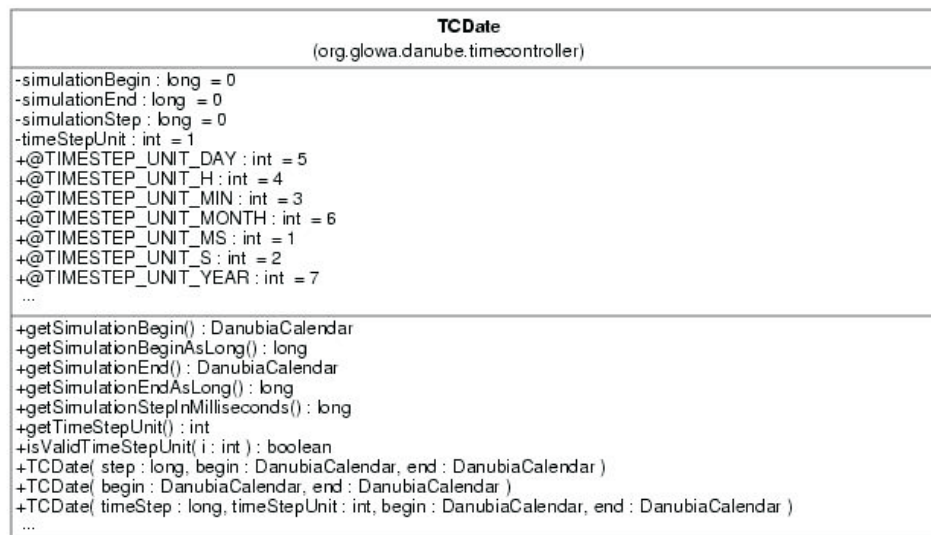 TCDate
(org.glowa.danube.timecontroller)
-simulationBegin : long = 0
-simulationEnd : long = 0
-simulationStep : long = 0
-timeStepUnit : int = 1
+@TIMESTEP_UNIT_DAY : int = 5
+@TIMESTEP_UNIT_H : int = 4
+@TIMESTEP_UNIT_MIN : int = 3
+@TIMESTEP_UNIT_MONTH : int = 6
+@TIMESTEP_UNIT_MS : int = 1
+@TIMESTEP_UNIT_S : int = 2
+@TIMESTEP_UNIT_YEAR : int = 7
...
+getSimulationBegin() : DanubiaCalendar
+getSimulationBeginAsLong() : long
+getSimulationEnd() : DanubiaCalendar
+getSimulationEndAsLong() : long
+getSimulationStepInMilliseconds() : long
+getTimeStepUnit() : int
+isValidTimeStepUnit( i : int ) : boolean
+TCDate( step : long, begin : DanubiaCalendar, end : DanubiaCalendar )
+TCDate( begin : DanubiaCalendar, end : DanubiaCalendar )
+TCDate( timeStep : long, timeStepUnit : int, begin : DanubiaCalendar, end : DanubiaCalendar )
...